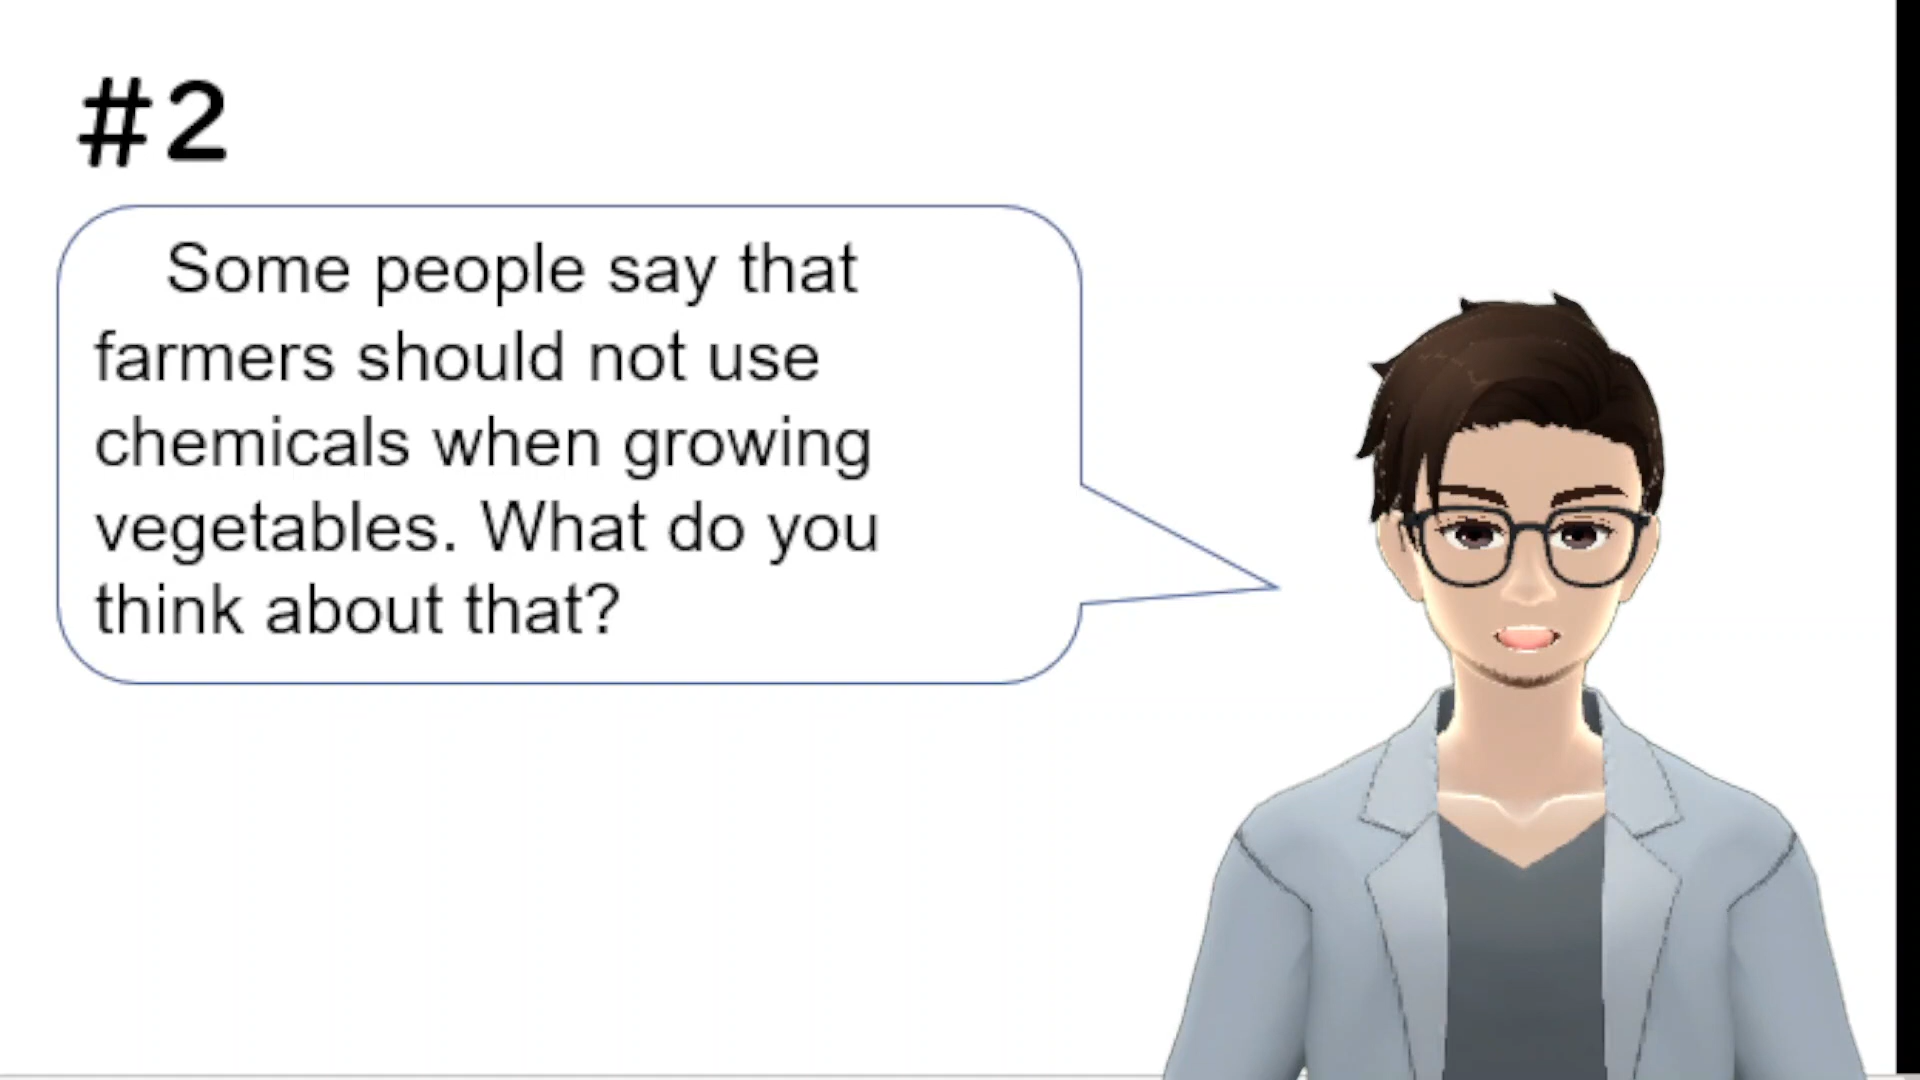 #2
Some people say that
farmers should not use
chemicals when growing
vegetables. What do you
think about that?